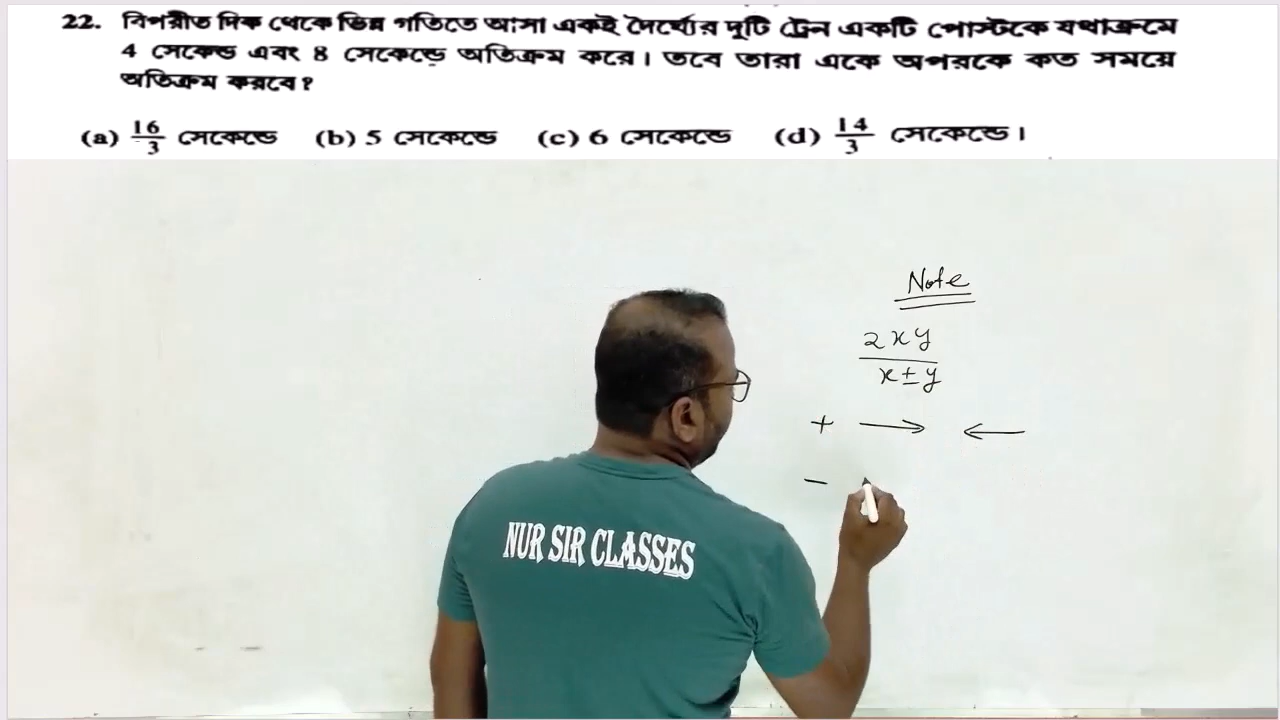 22. বিপরীত দিক থেকে ভিন্ন গতিতে আসা একই দৈর্ঘ্যের দুটি ট্রেন একটি পোস্টকে যথাক্রমে
4 সেকেন্ড এবং 8 সেকেন্ডে অতিক্রম করে। তবে তারা একে অপরকে কত সময়ে
অতিক্রম করবে?
(a) 16/3 সেকেন্ডে (b) 5 সেকেন্ডে (c) 6 সেকেন্ডে (d) 14/3 সেকেন্ডে।
Note
2xy
x±y
+ → ←
−
NUR SIR CLASSES